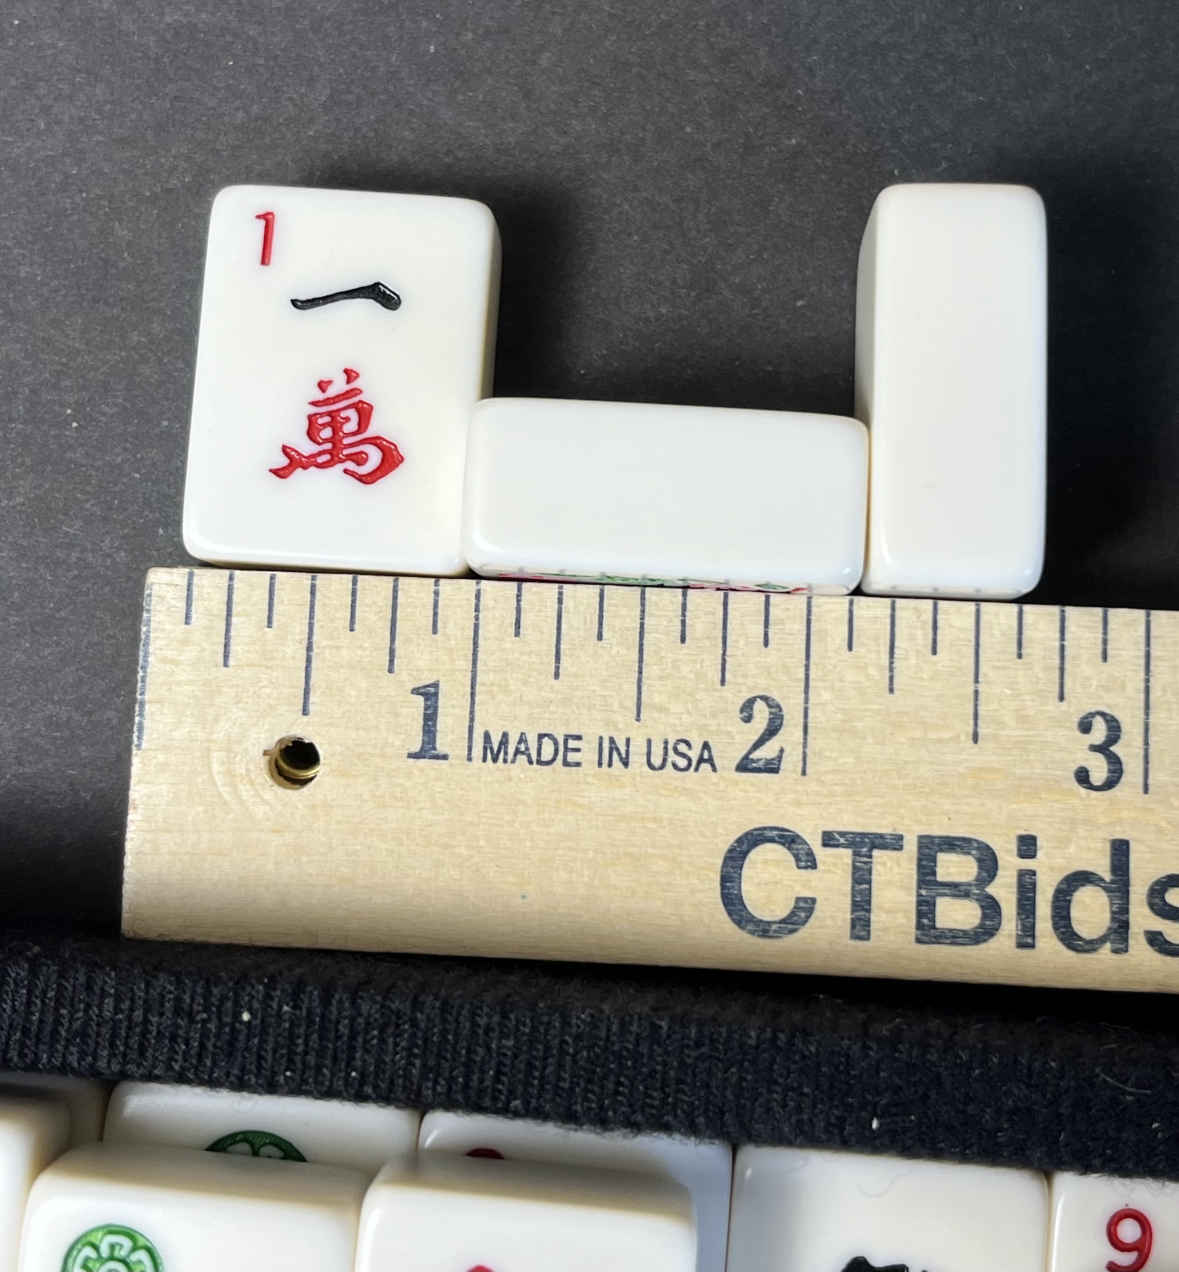 1
一
萬
1 MADE IN USA 2 3
CTBids
9